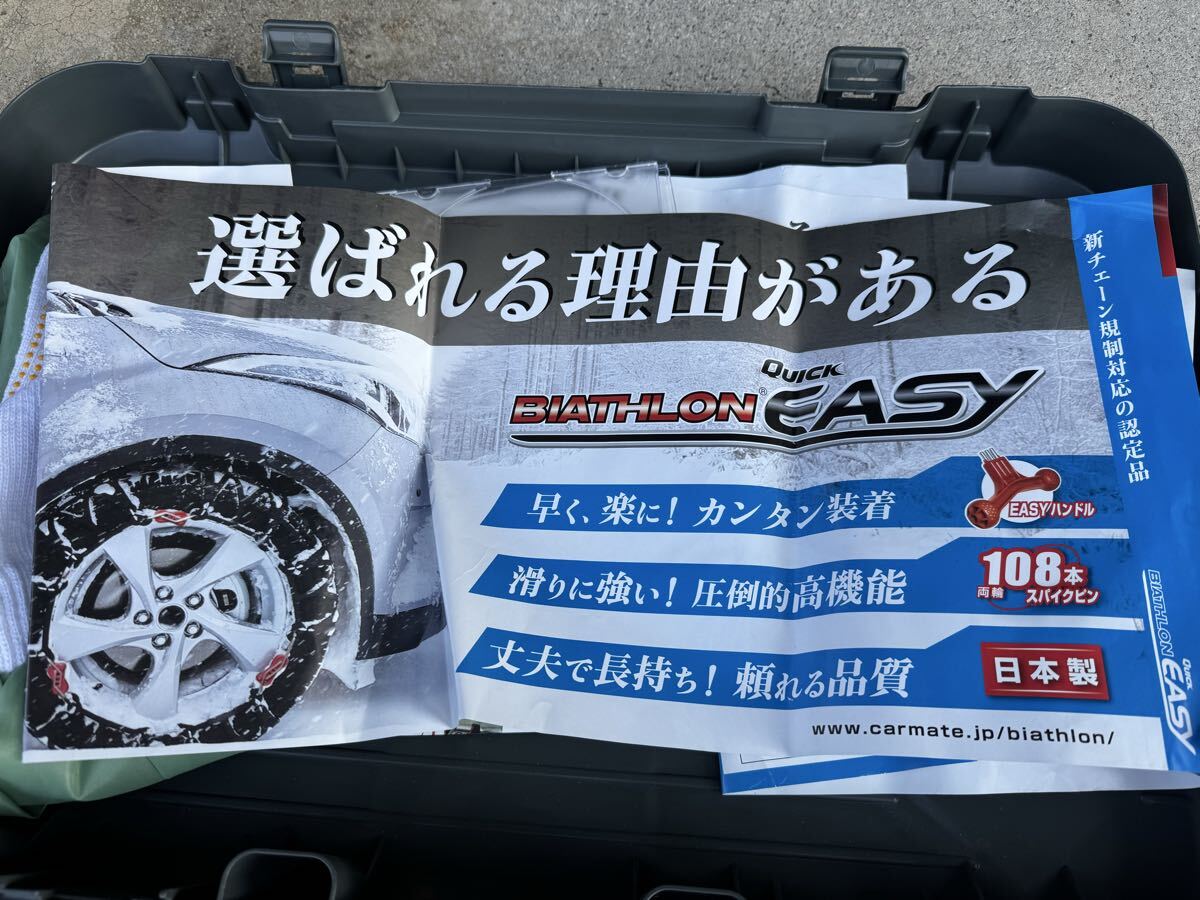 選ばれる理由がある
新チェーン規制対応の認定品
BIATHLON® QUICK EASY
早く、楽に！カンタン装着
EASYハンドル
滑りに強い！圧倒的高機能
両輪 108本 スパイクピン
丈夫で長持ち！頼れる品質
日本製
www.carmate.jp/biathlon/
BIATHLON QUICK EASY